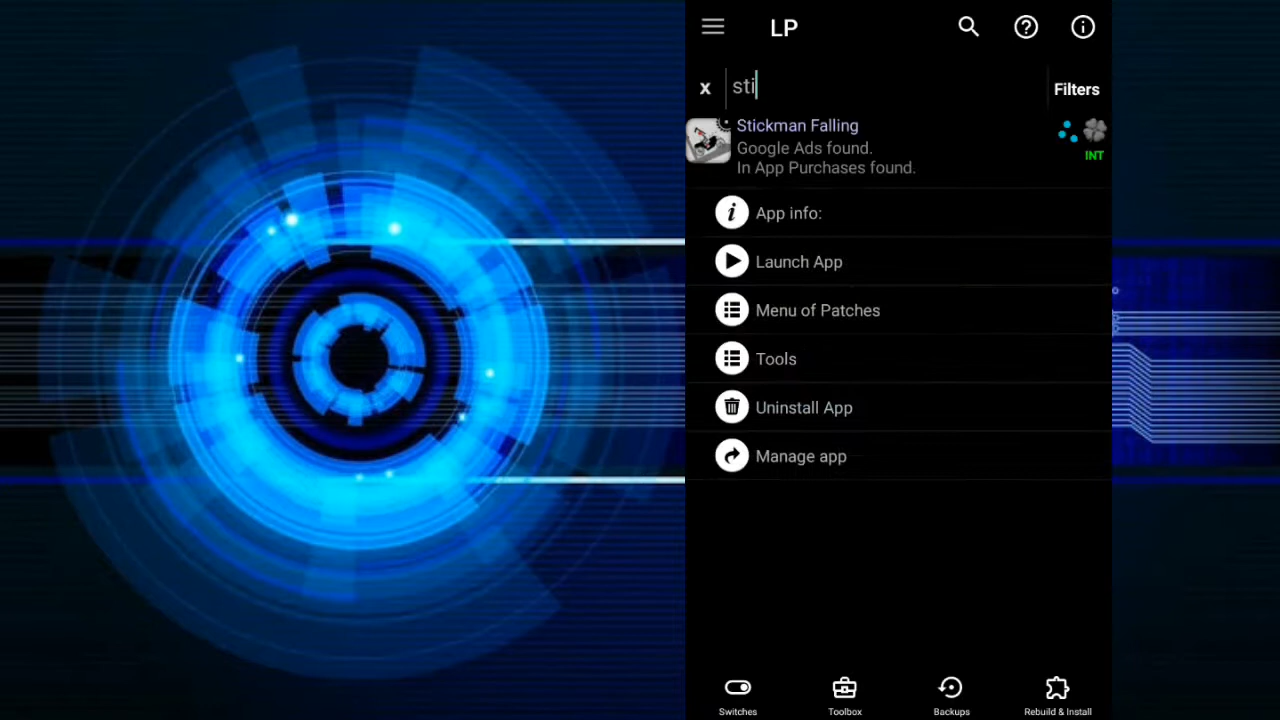 LP
x
sti
Filters
Stickman Falling
Google Ads found.
In App Purchases found.
INT
App info:
Launch App
Menu of Patches
Tools
Uninstall App
Manage app
Switches
Toolbox
Backups
Rebuild & Install